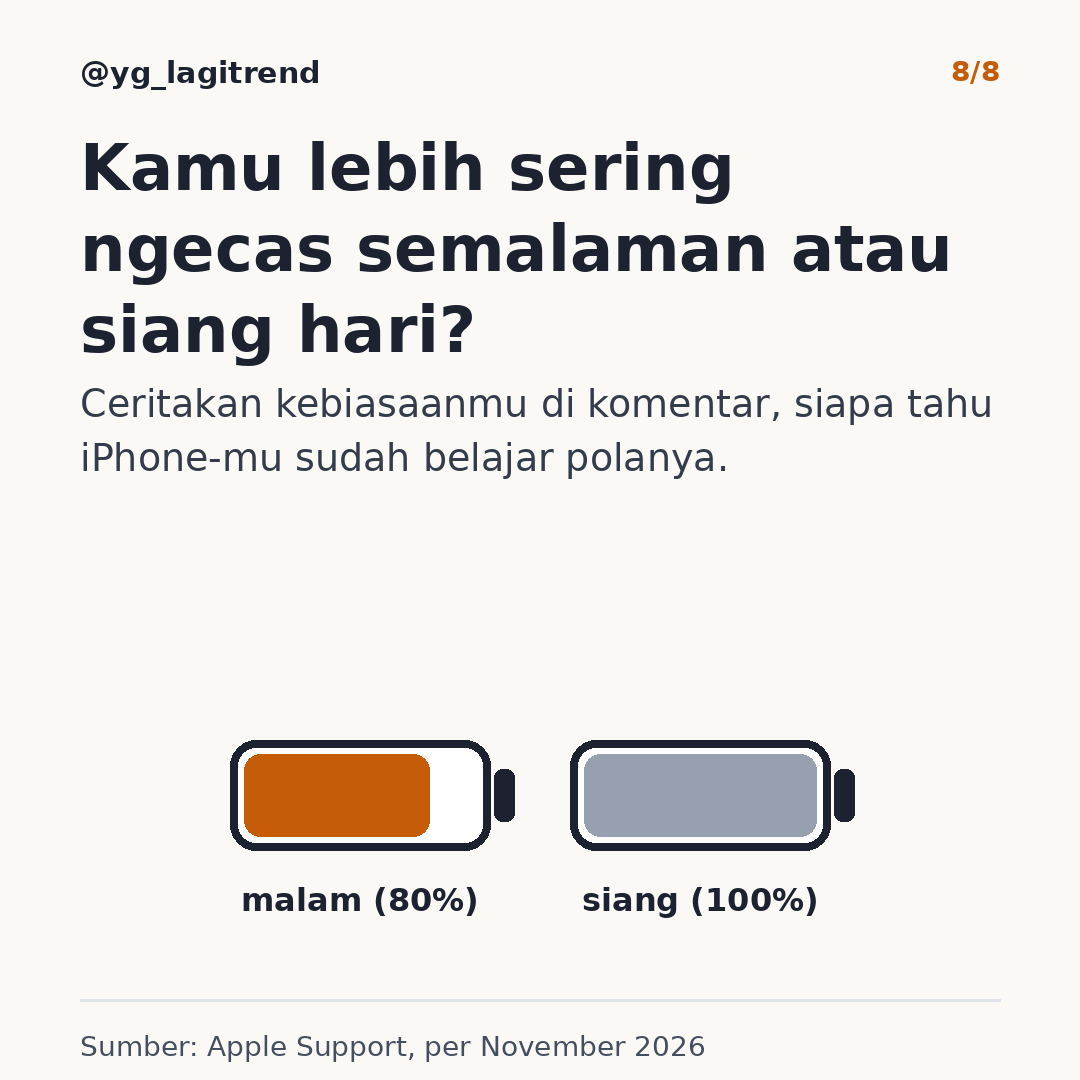 @yg_lagitrend
8/8
Kamu lebih sering
ngecas semalaman atau
siang hari?
Ceritakan kebiasaanmu di komentar, siapa tahu
iPhone-mu sudah belajar polanya.
malam (80%)
siang (100%)
Sumber: Apple Support, per November 2026